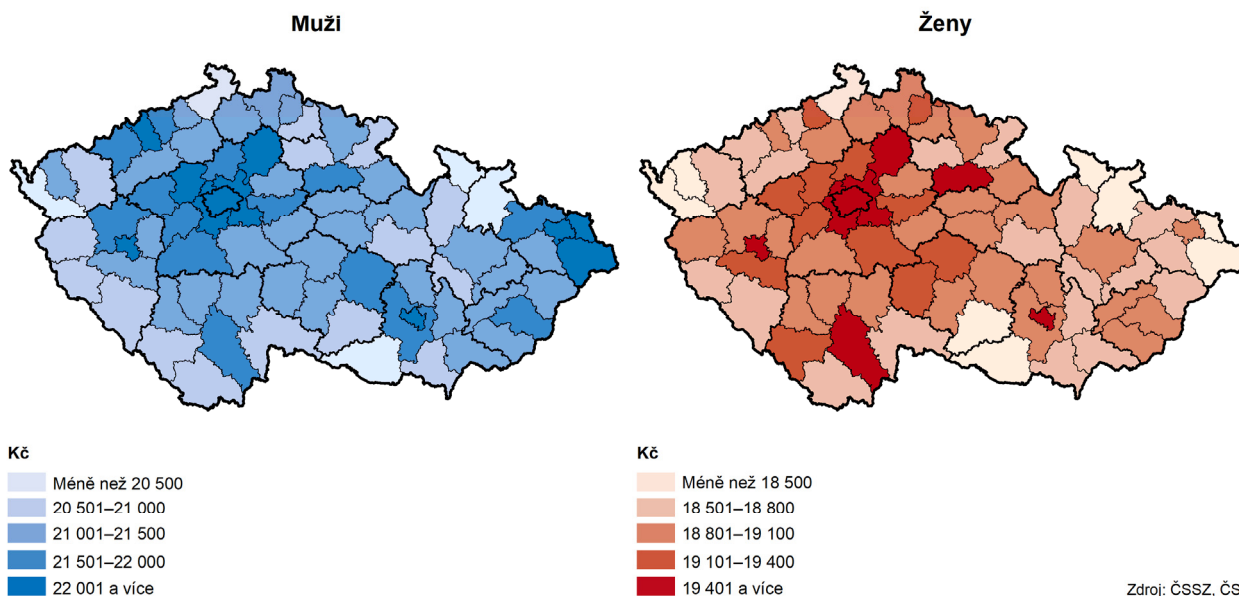 Muži
Ženy
Kč
Méně než 20 500
20 501–21 000
21 001–21 500
21 501–22 000
22 001 a více
Kč
Méně než 18 500
18 501–18 800
18 801–19 100
19 101–19 400
19 401 a více
Zdroj: ČSSZ, ČS